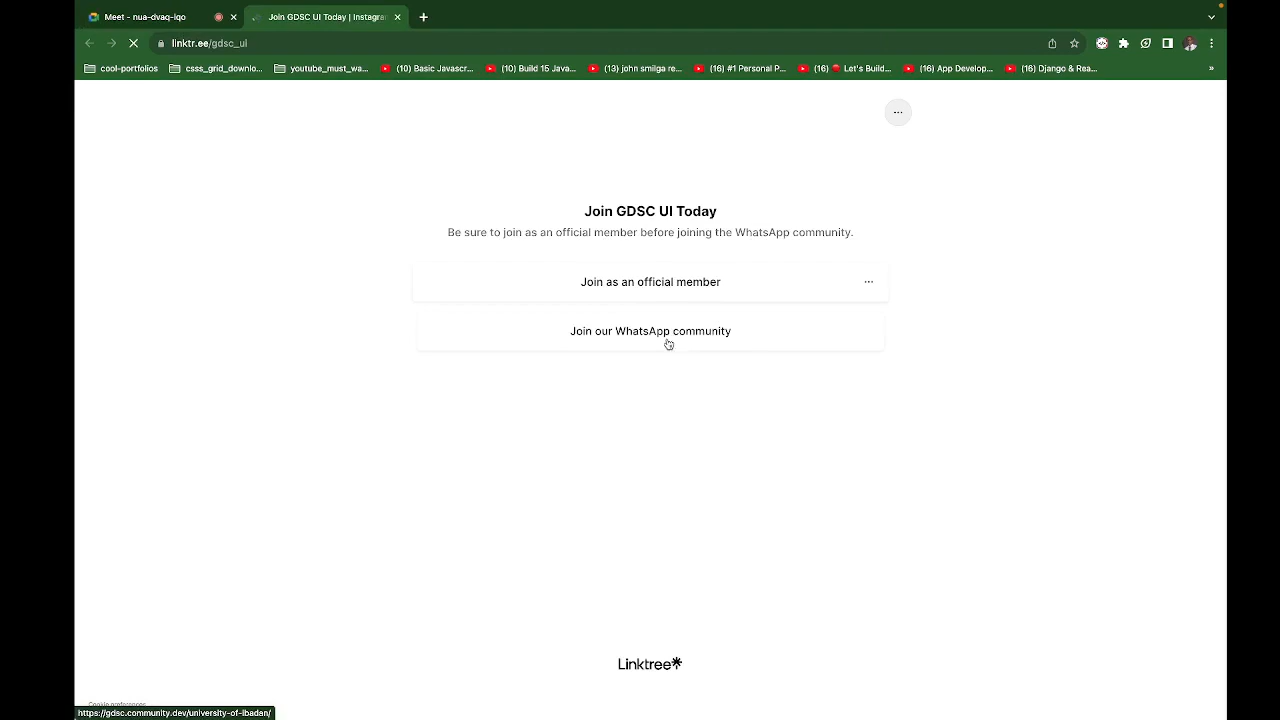 Meet - nua-dvaq-iqo
Join GDSC UI Today | Instagram
linktr.ee/gdsc_ui
cool-portfolios
csss_grid_downlo...
youtube_must_wa...
(10) Basic Javascr...
(10) Build 15 Java...
(13) john smilga re...
(16) #1 Personal P...
(16) 🔴 Let's Build...
(16) App Develop...
(16) Django & Rea...
»
...
Join GDSC UI Today
Be sure to join as an official member before joining the WhatsApp community.
Join as an official member
...
Join our WhatsApp community
Linktree
Cookie preferences
https://gdsc.community.dev/university-of-ibadan/